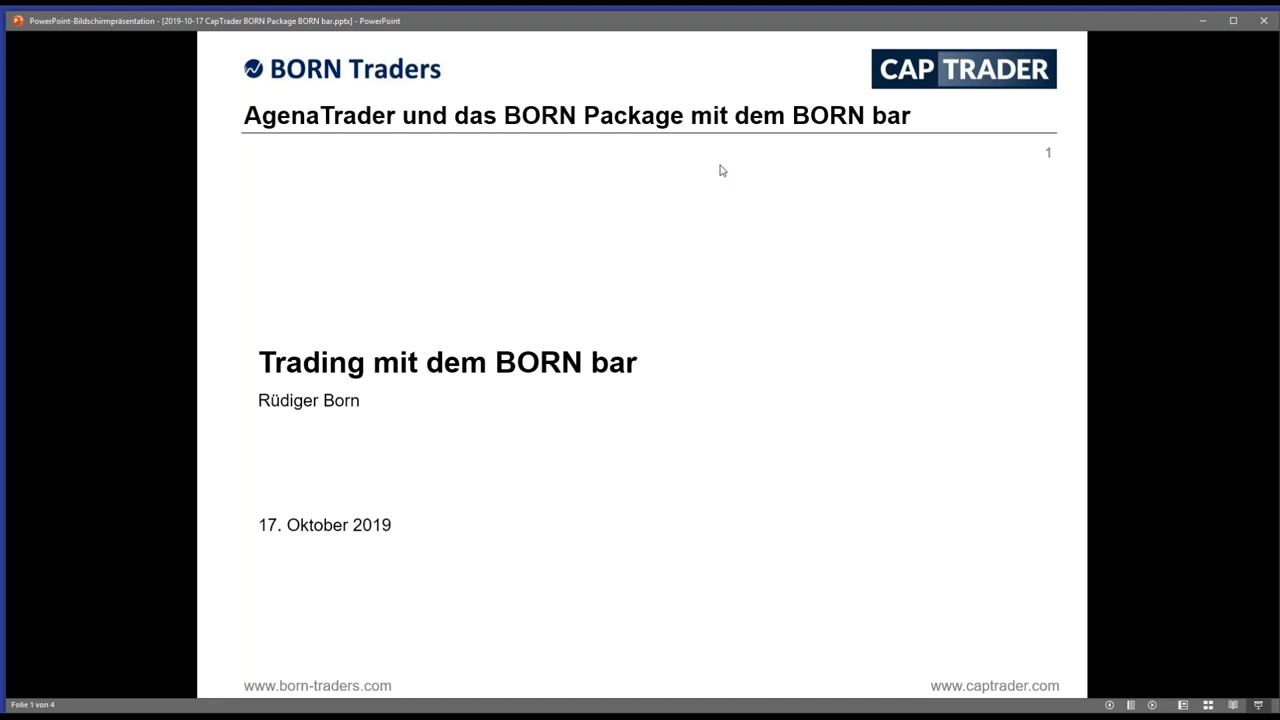 PowerPoint-Bildschirmpräsentation - [2019-10-17 CapTrader BORN Package BORN bar.pptx] - PowerPoint
BORN Traders
CAP TRADER
AgenaTrader und das BORN Package mit dem BORN bar
1
Trading mit dem BORN bar
Rüdiger Born
17. Oktober 2019
www.born-traders.com
www.captrader.com
Folie 1 von 4